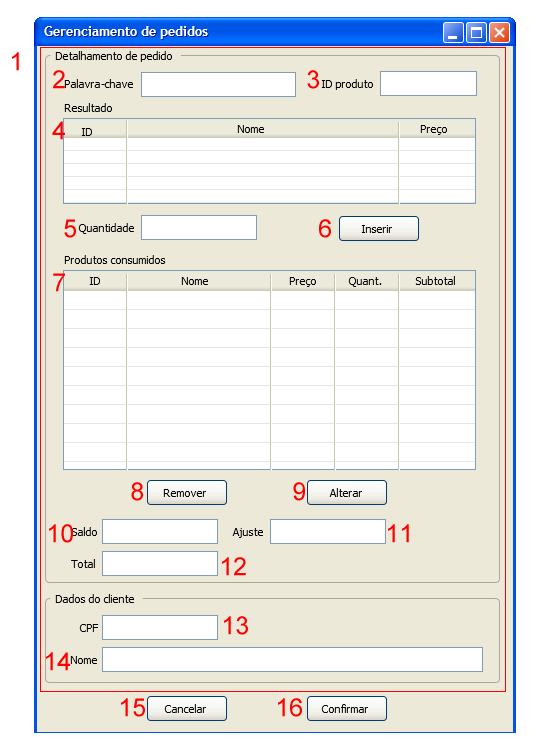 Gerenciamento de pedidos
1
Detalhamento de pedido
2 Palavra-chave 3 ID produto
Resultado
4 ID Nome Preço
5 Quantidade 6 Inserir
Produtos consumidos
7 ID Nome Preço Quant. Subtotal
8 Remover 9 Alterar
10 Saldo Ajuste 11
Total 12
Dados do cliente
CPF 13
14 Nome
15 Cancelar 16 Confirmar